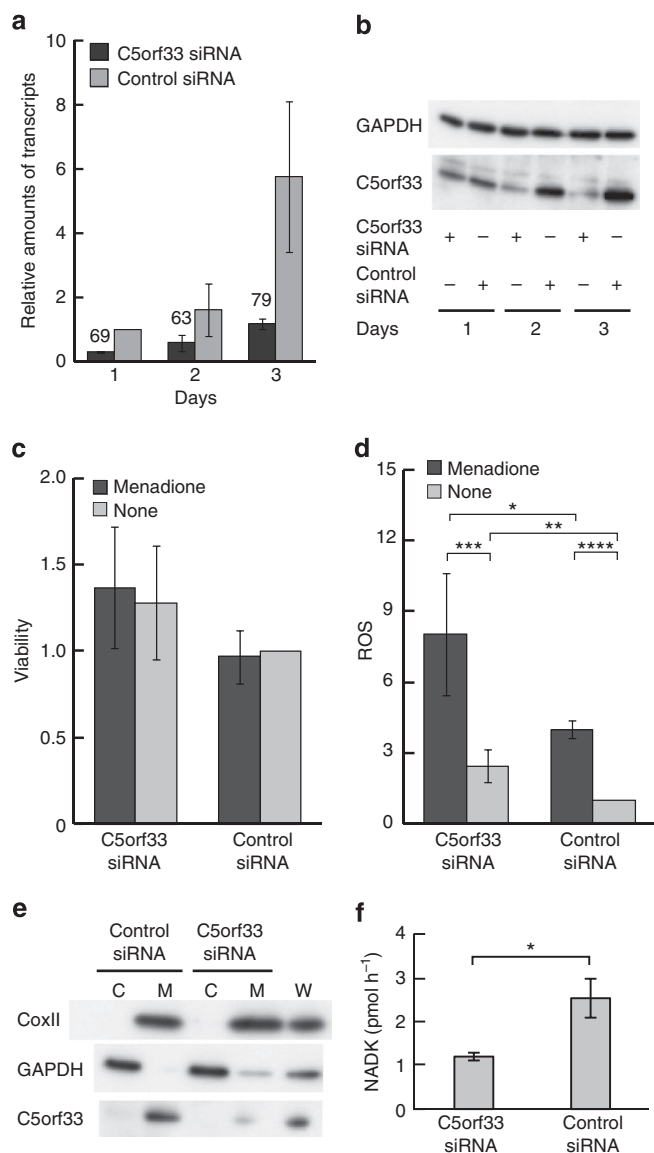 a
Relative amounts of transcripts
10
8
6
4
2
0
C5orf33 siRNA
Control siRNA
69
63
79
1 2 3
Days
b
GAPDH
C5orf33
C5orf33
siRNA
+ – + – + –
Control
siRNA
– + – + – +
Days 1 2 3
c
Viability
2.0
1.5
1.0
0.5
0
Menadione
None
C5orf33
siRNA
Control
siRNA
d
ROS
15
12
9
6
3
0
Menadione
None
*
**
***
****
C5orf33
siRNA
Control
siRNA
e
Control
siRNA
C5orf33
siRNA
C M C M W
CoxII
GAPDH
C5orf33
f
NADK (pmol h⁻¹)
4
3
2
1
0
*
C5orf33
siRNA
Control
siRNA